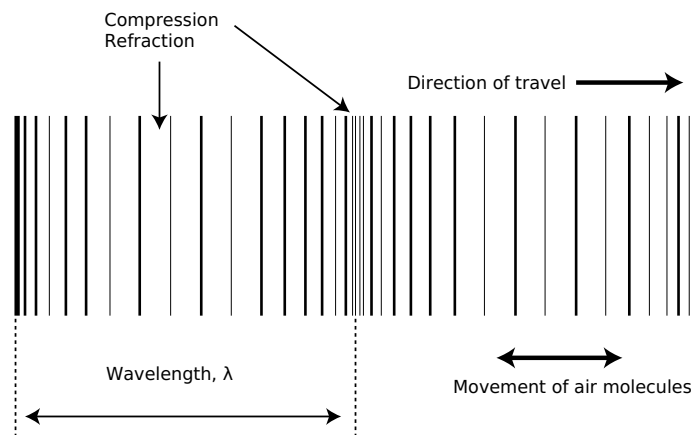 Compression
Refraction
Direction of travel
Wavelength, λ
Movement of air molecules